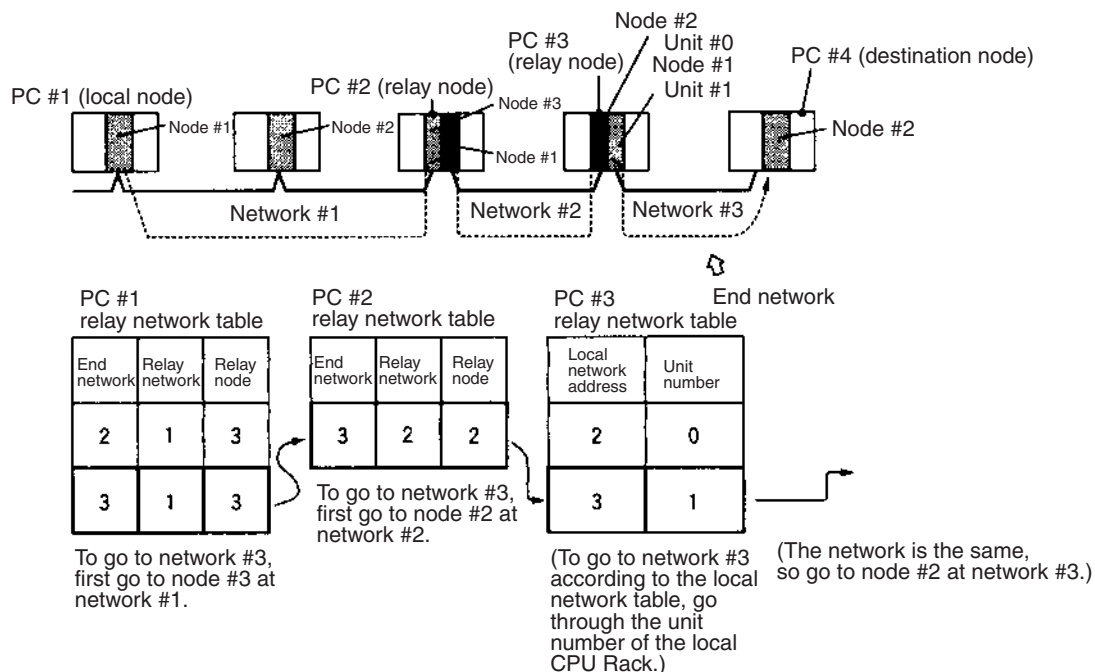 Node #2
PC #3
(relay node)
Unit #0
Node #1
Unit #1
PC #4 (destination node)
PC #1 (local node)
PC #2 (relay node)
Node #1
Node #2
Node #3
Node #1
Node #2
Network #1
Network #2
Network #3
End network
PC #1
relay network table
End
network
Relay
network
Relay
node
2 1 3
3 1 3
To go to network #3,
first go to node #3 at
network #1.
PC #2
relay network table
End
network
Relay
network
Relay
node
3 2 2
To go to network #3,
first go to node #2 at
network #2.
PC #3
relay network table
Local
network
address
Unit
number
2 0
3 1
(To go to network #3
according to the local
network table, go
through the unit
number of the local
CPU Rack.)
(The network is the same,
so go to node #2 at network #3.)